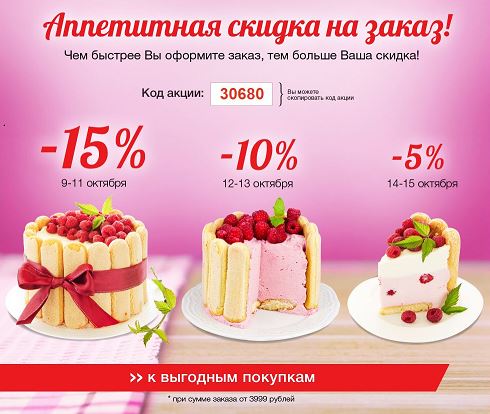 Аппетитная скидка на заказ!
Чем быстрее Вы оформите заказ, тем больше Ваша скидка!
Код акции: 30680 Вы можете
скопировать код акции
-15% -10% -5%
9-11 октября 12-13 октября 14-15 октября
>> к выгодным покупкам
* при сумме заказа от 3999 рублей